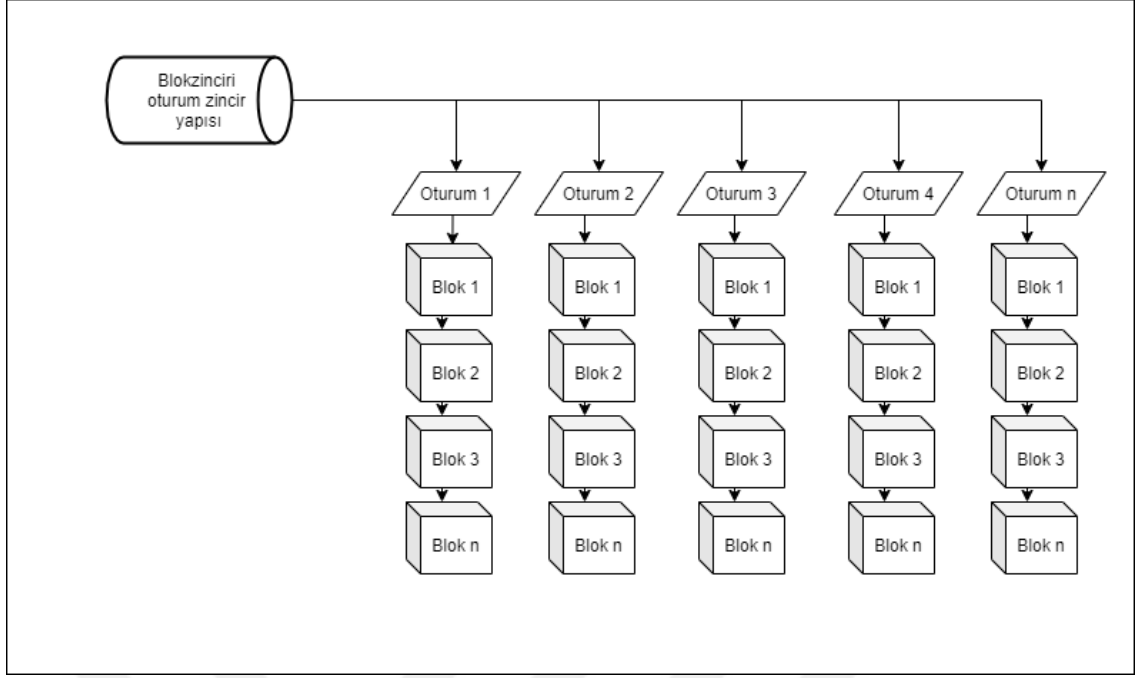 Blokzinciri
oturum zincir
yapısı
Oturum 1
Oturum 2
Oturum 3
Oturum 4
Oturum n
Blok 1
Blok 1
Blok 1
Blok 1
Blok 1
Blok 2
Blok 2
Blok 2
Blok 2
Blok 2
Blok 3
Blok 3
Blok 3
Blok 3
Blok 3
Blok n
Blok n
Blok n
Blok n
Blok n